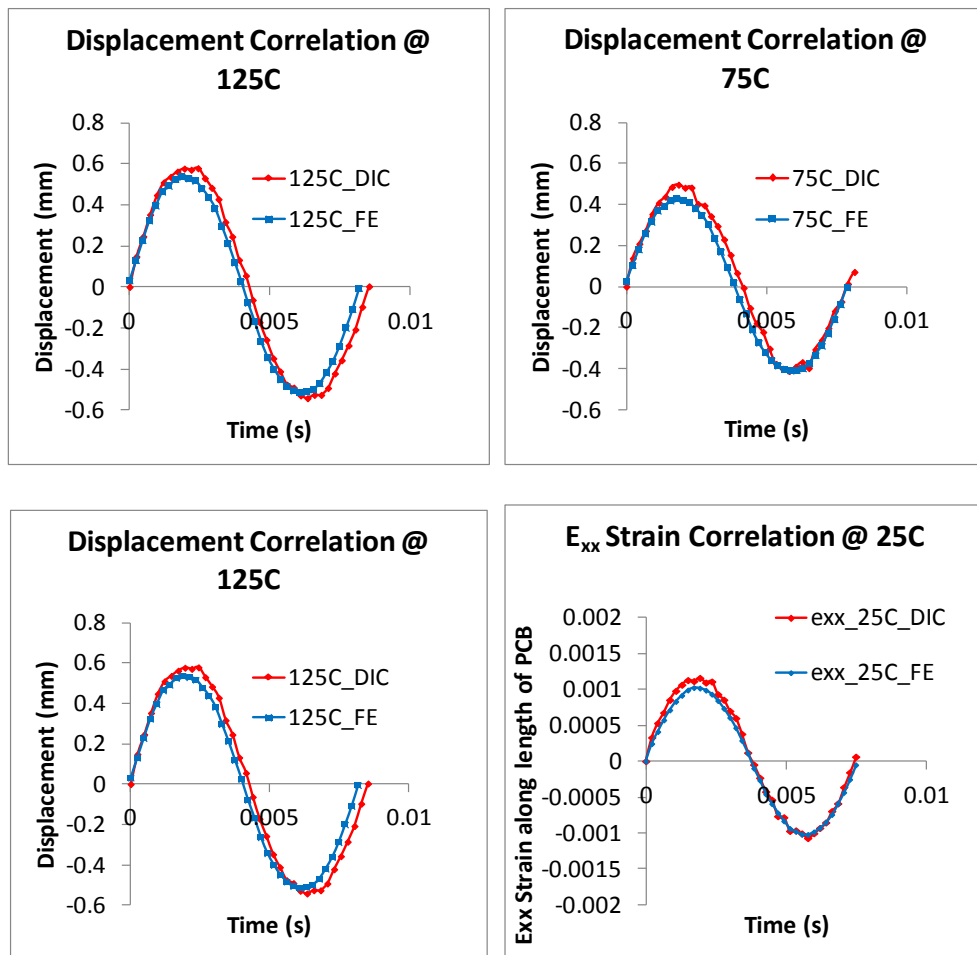 Displacement Correlation @
125C
0.8
0.6
0.4
0.2
0
-0.2
-0.4
-0.6
0
0.005
0.01
Displacement (mm)
Time (s)
125C_DIC
125C_FE
Displacement Correlation @
75C
0.8
0.6
0.4
0.2
0
-0.2
-0.4
-0.6
0
0.005
0.01
Displacement (mm)
Time (s)
75C_DIC
75C_FE
Displacement Correlation @
125C
0.8
0.6
0.4
0.2
0
-0.2
-0.4
-0.6
0
0.005
0.01
Displacement (mm)
Time (s)
125C_DIC
125C_FE
Exx Strain Correlation @ 25C
0.002
0.0015
0.001
0.0005
0
-0.0005
-0.001
-0.0015
-0.002
0
0.005
0.01
Exx Strain along length of PCB
Time (s)
exx_25C_DIC
exx_25C_FE